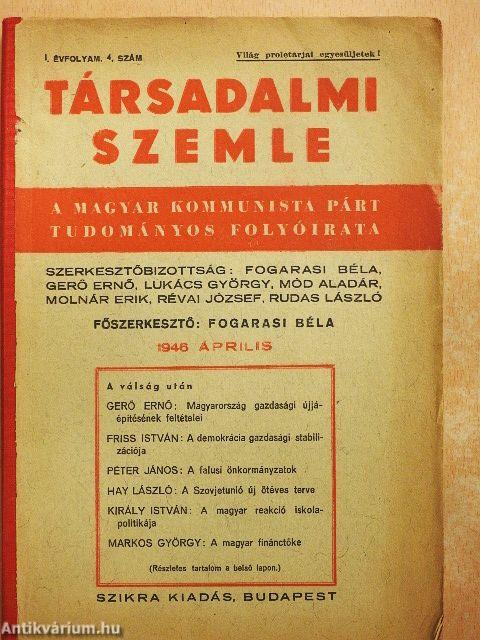 I. ÉVFOLYAM. 4. SZÁM
Világ proletárjai egyesüljetek!
TÁRSADALMI
SZEMLE
A MAGYAR KOMMUNISTA PÁRT
TUDOMÁNYOS FOLYÓIRATA
SZERKESZTŐBIZOTTSÁG: FOGARASI BÉLA,
GERŐ ERNŐ, LUKÁCS GYÖRGY, MÓD ALADÁR,
MOLNÁR ERIK, RÉVAI JÓZSEF, RUDAS LÁSZLÓ
FŐSZERKESZTŐ: FOGARASI BÉLA
1946 ÁPRILIS
A válság után
GERŐ ERNŐ: Magyarország gazdasági újjá-
építésének feltételei
FRISS ISTVÁN: A demokrácia gazdasági stabili-
zációja
PÉTER JÁNOS: A falusi önkormányzatok
HAY LÁSZLÓ: A Szovjetunió új ötéves terve
KIRÁLY ISTVÁN: A magyar reakció iskola-
politikája
MARKOS GYÖRGY: A magyar fináncťőke
(Részletes tartalom a belső lapon.)
SZIKRA KIADÁS, BUDAPEST
Antikvárium.hu